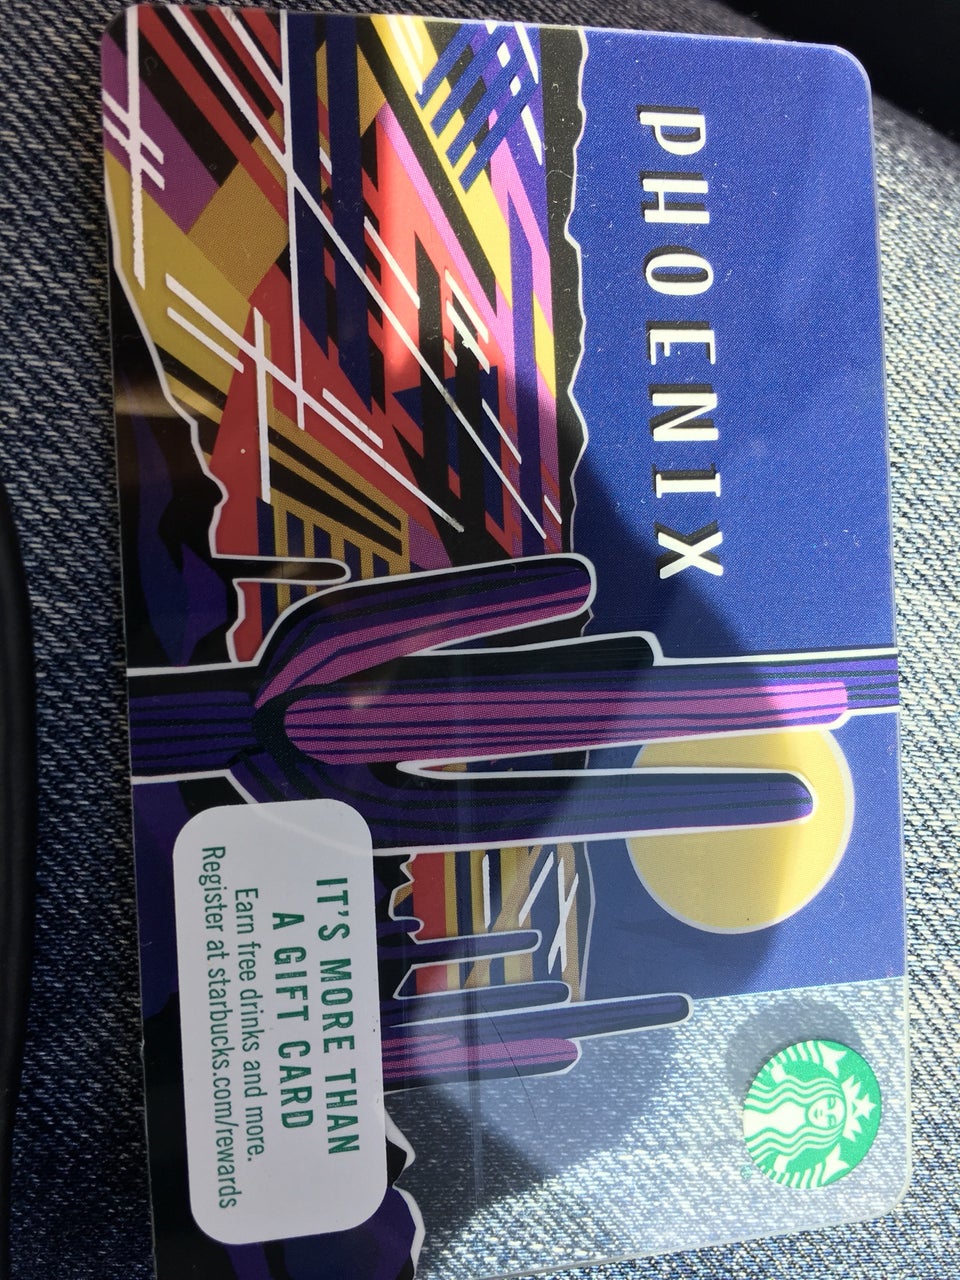 PHOENIX
IT'S MORE THAN
A GIFT CARD
Earn free drinks and more.
Register at starbucks.com/rewards